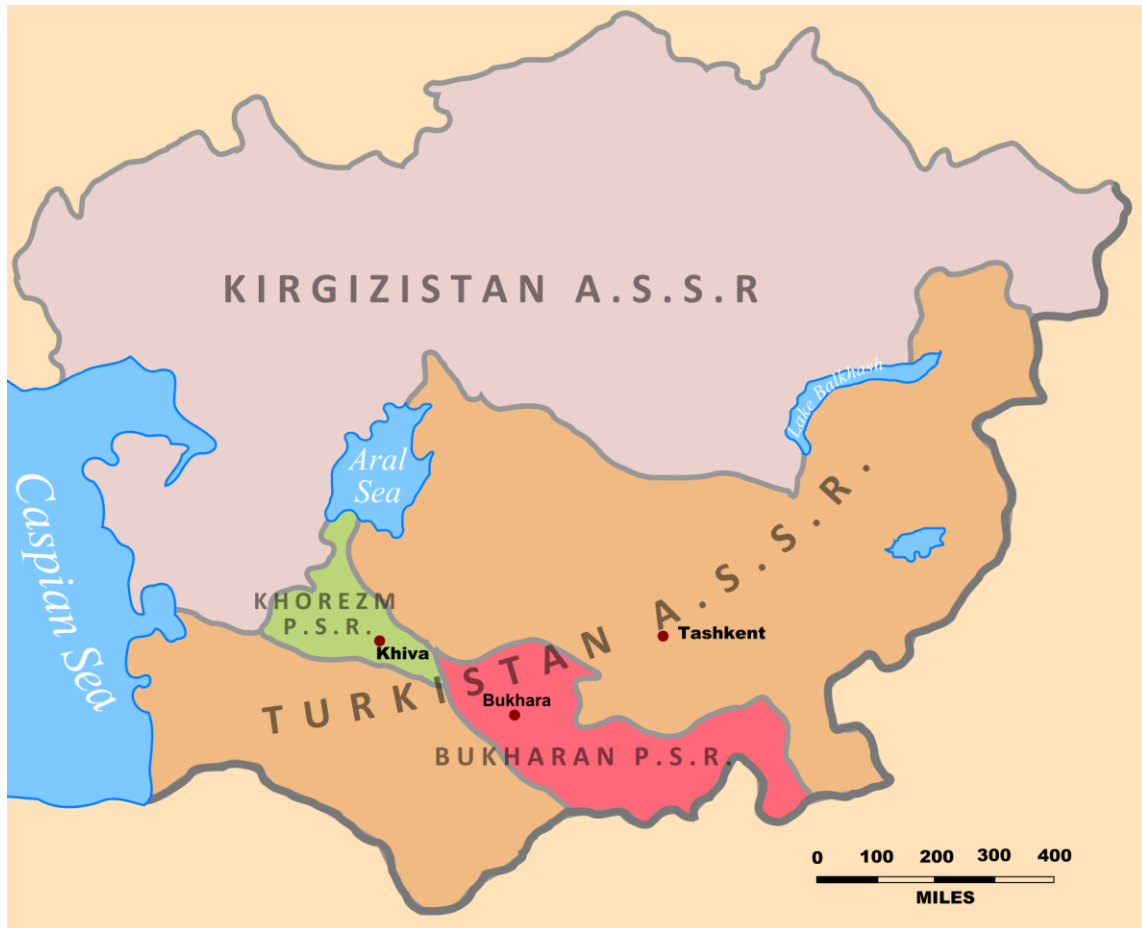 KIRGIZISTAN A.S.S.R
Lake Balkhash
Aral
Sea
Caspian Sea
KHOREZM
P.S.R.
Khiva
TURKISTAN A.S.S.R.
Tashkent
Bukhara
BUKHARAN P.S.R.
0 100 200 300 400
MILES